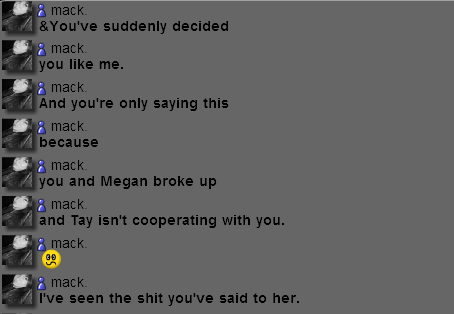 mack.
&You've suddenly decided
mack.
you like me.
mack.
And you're only saying this
mack.
because
mack.
you and Megan broke up
mack.
and Tay isn't cooperating with you.
mack.
mack.
I've seen the shit you've said to her.